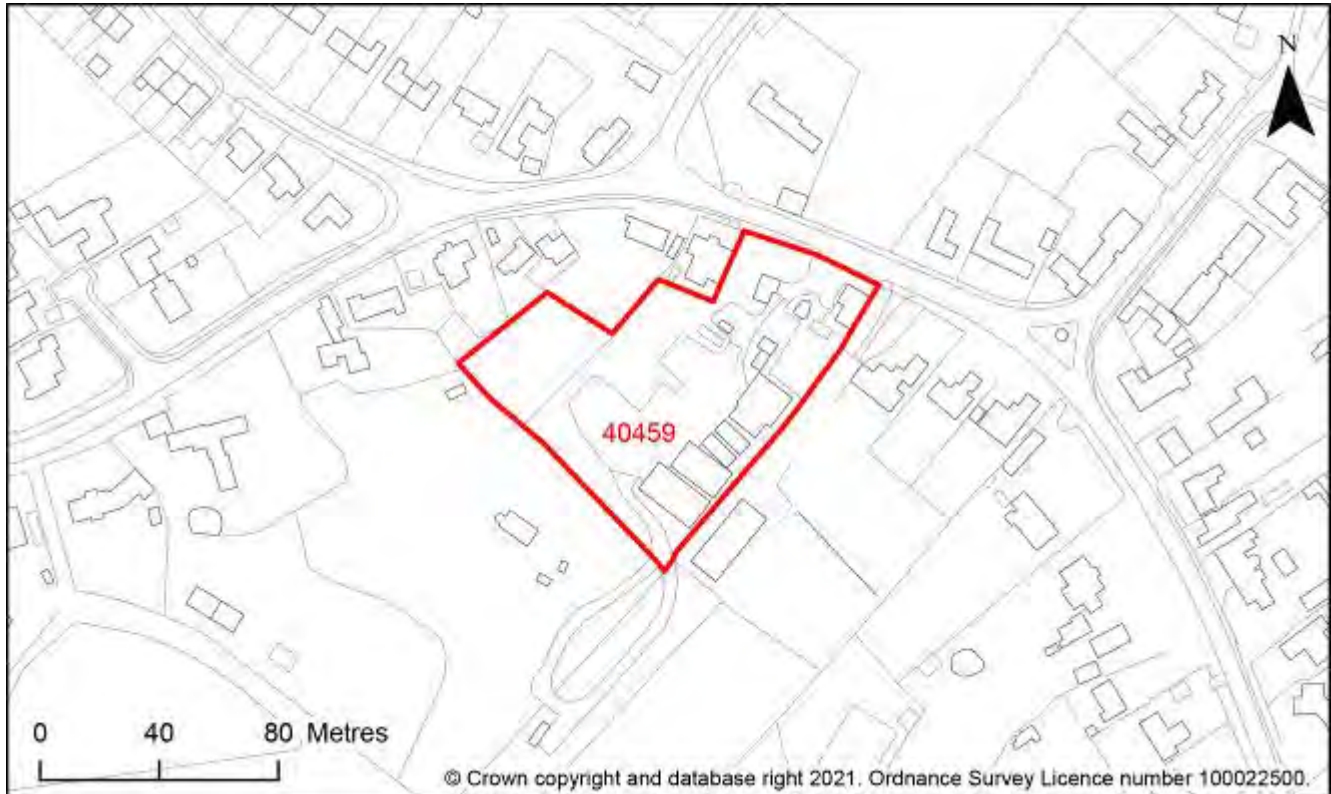 N
40459
0 40 80 Metres
© Crown copyright and database right 2021. Ordnance Survey Licence number 100022500.